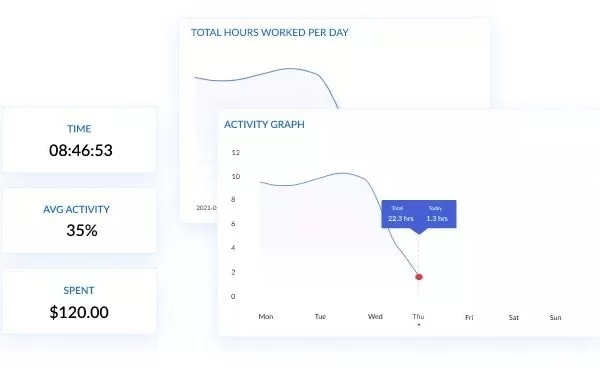 TOTAL HOURS WORKED PER DAY
2021-0
TIME
08:46:53
AVG ACTIVITY
35%
SPENT
$120.00
ACTIVITY GRAPH
12
10
8
6
4
2
0
Total Today
22.3 hrs 1.3 hrs
Mon Tue Wed Thu Fri Sat Sun